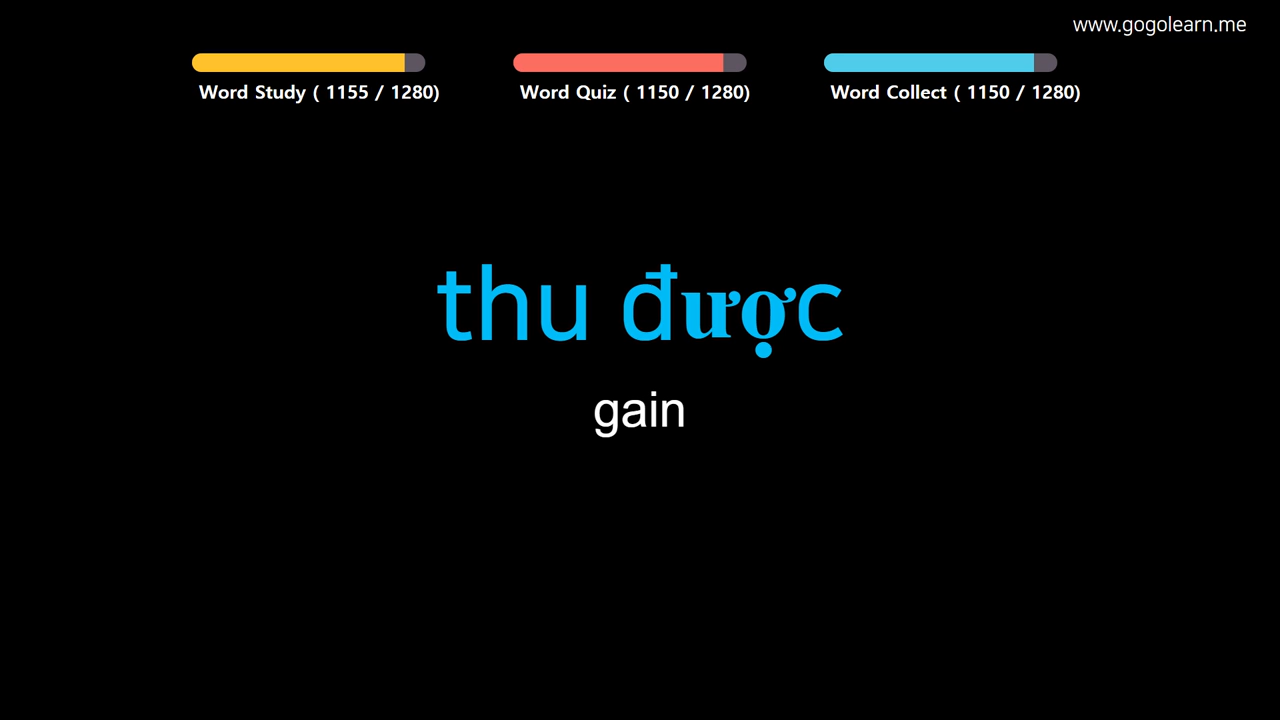 www.gogolearn.me
Word Study ( 1155 / 1280)
Word Quiz ( 1150 / 1280)
Word Collect ( 1150 / 1280)
thu được
gain